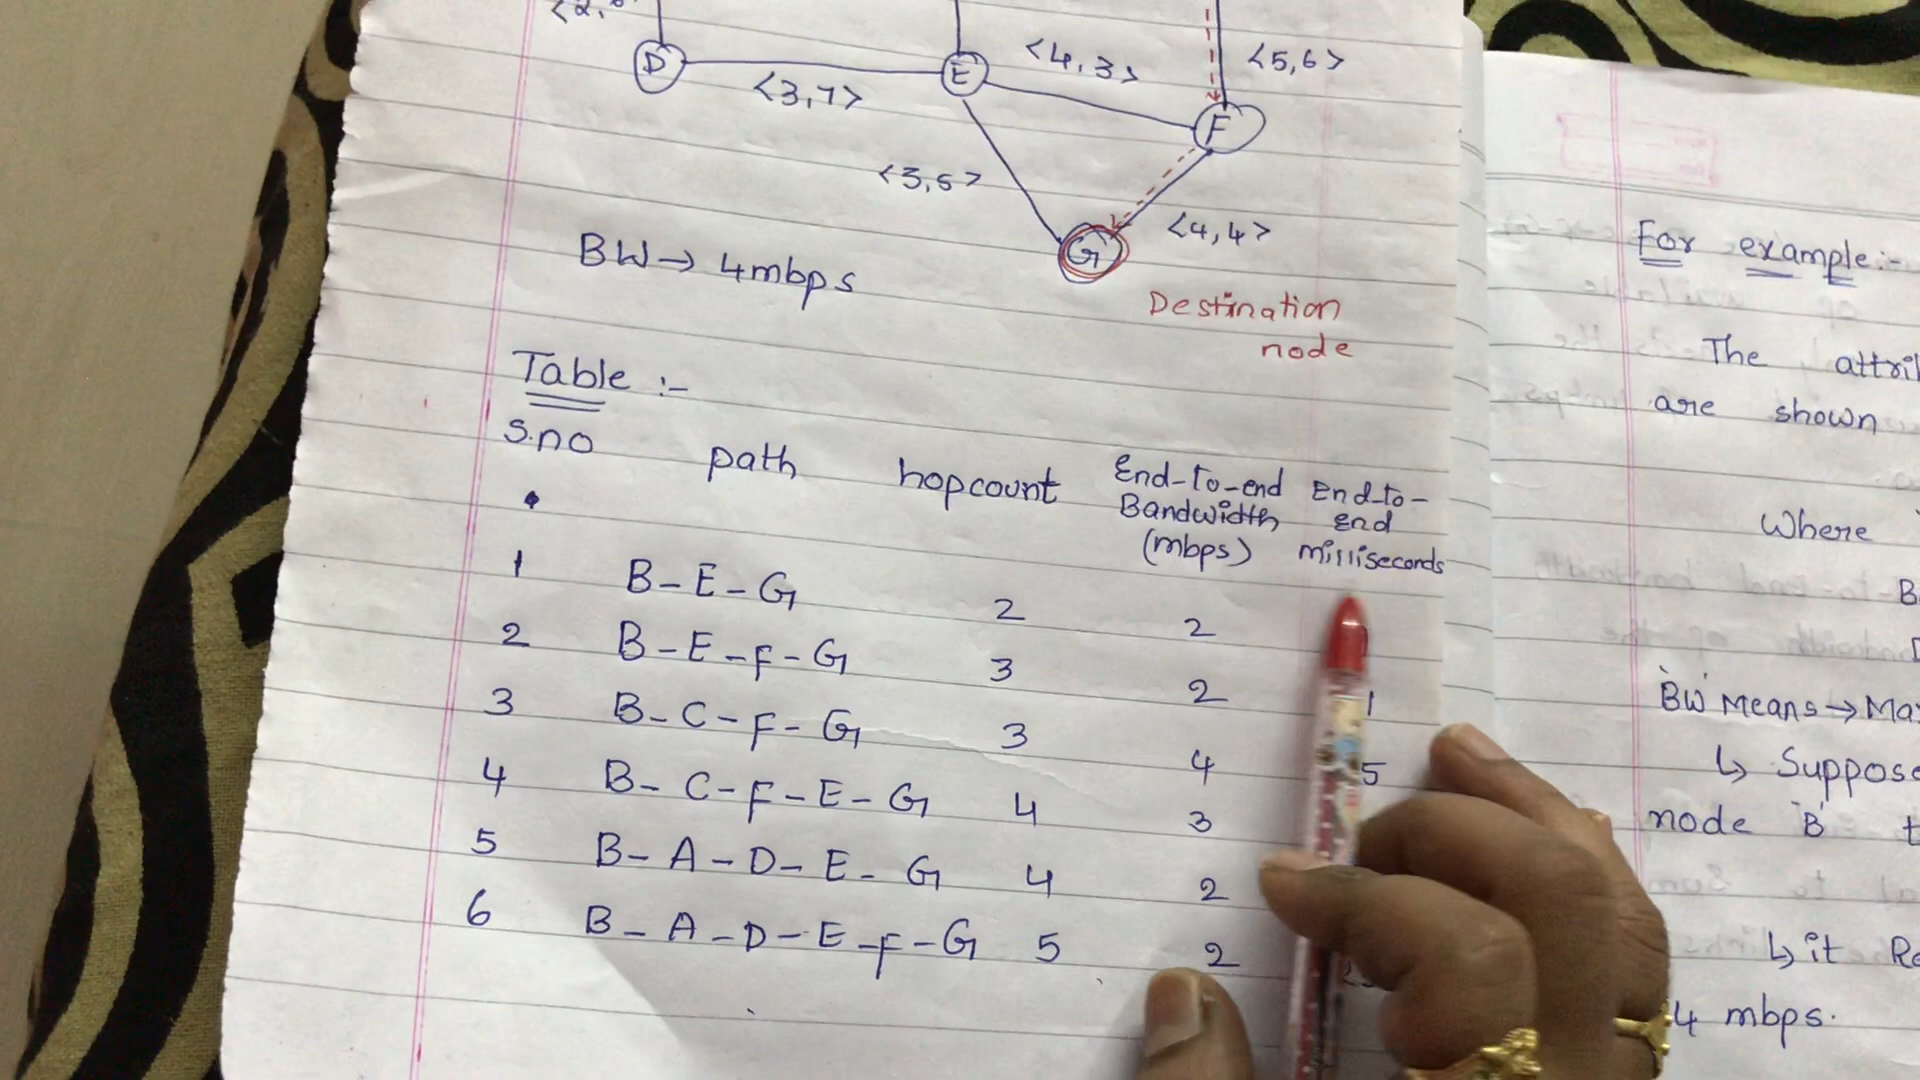 D
E
<4,3>
<5,6>
<3,7>
F
<3,5>
<4,4>
G
BW → 4mbps
Destination
node
Table :-
S.no path hopcount End-to-end Bandwidth (mbps) End-to-end milliseconds
1 B-E-G 2 2
2 B-E-F-G 3 2
3 B-C-F-G 3 4
4 B-C-F-E-G 4 3
5 B-A-D-E-G 4 2
6 B-A-D-E-F-G 5 2
For example:-
The
are shown
Where
BW Means →
↳ Suppose
node 'B'
↳ it
4 mbps.